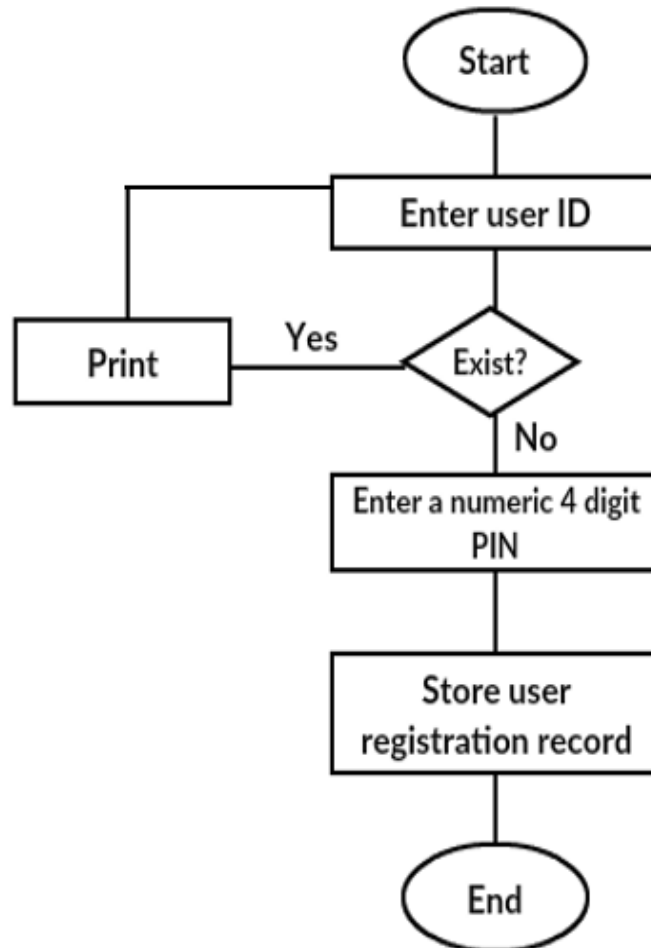 Start
Enter user ID
Yes
Print
Exist?
No
Enter a numeric 4 digit
PIN
Store user
registration record
End